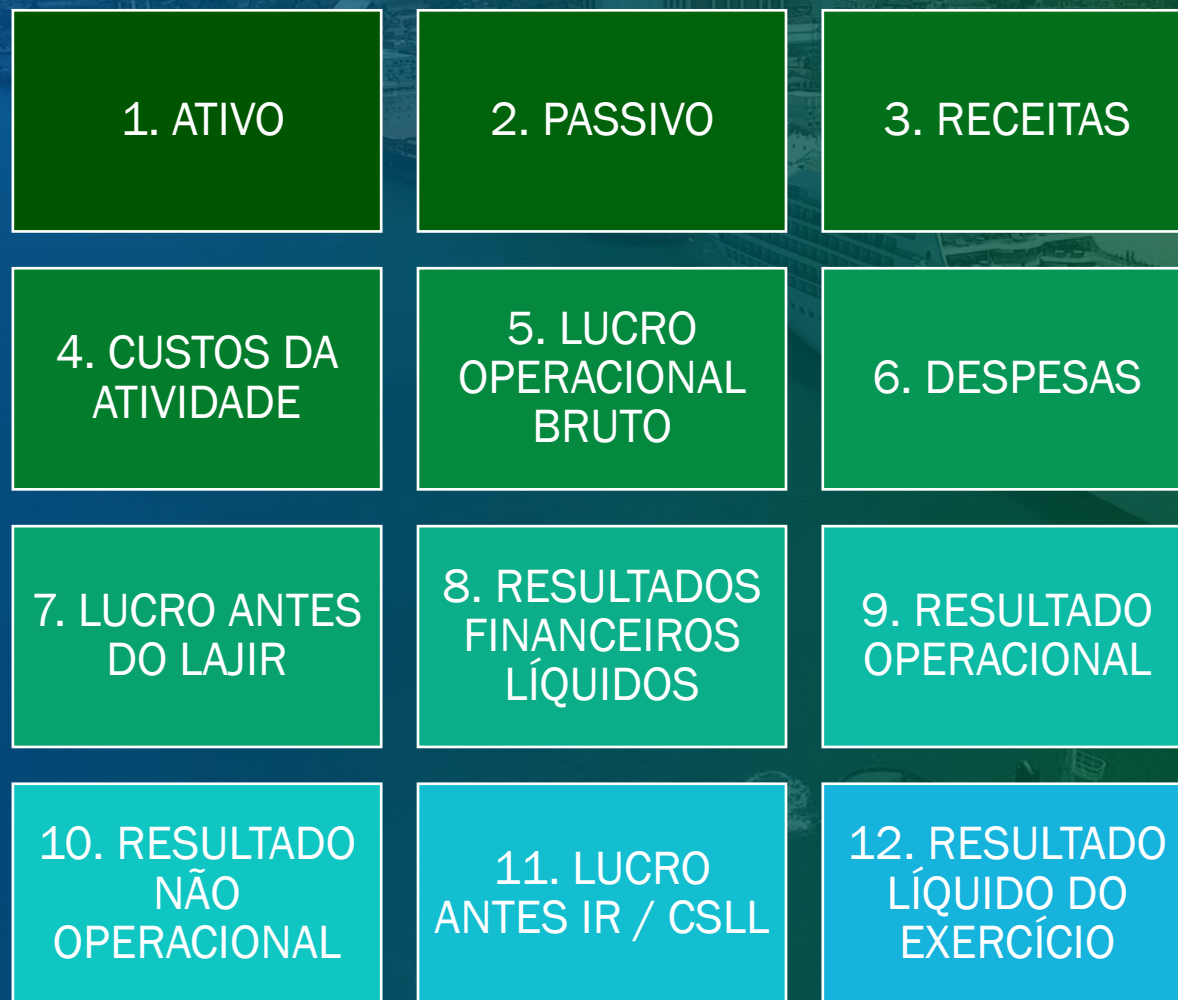 1. ATIVO
2. PASSIVO
3. RECEITAS
4. CUSTOS DA
ATIVIDADE
5. LUCRO
OPERACIONAL
BRUTO
6. DESPESAS
7. LUCRO ANTES
DO LAJIR
8. RESULTADOS
FINANCEIROS
LÍQUIDOS
9. RESULTADO
OPERACIONAL
10. RESULTADO
NÃO
OPERACIONAL
11. LUCRO
ANTES IR / CSLL
12. RESULTADO
LÍQUIDO DO
EXERCÍCIO